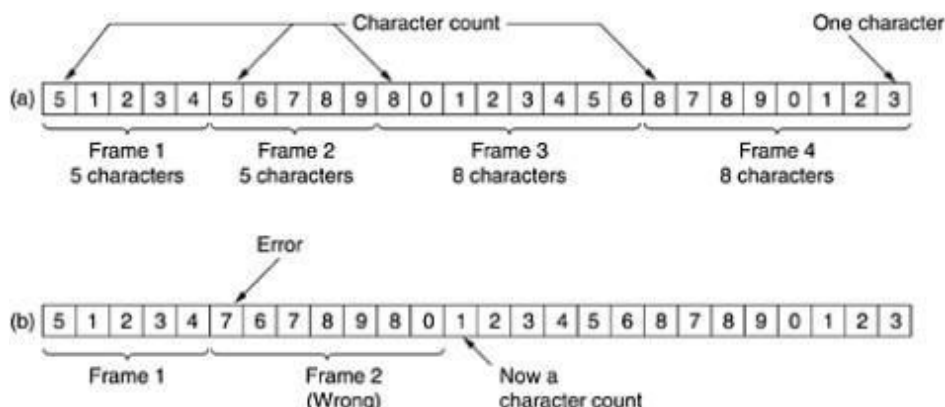 Character count
One character
(a) 5 1 2 3 4 5 6 7 8 9 8 0 1 2 3 4 5 6 8 7 8 9 0 1 2 3
Frame 1
5 characters
Frame 2
5 characters
Frame 3
8 characters
Frame 4
8 characters
Error
(b) 5 1 2 3 4 7 6 7 8 9 8 0 1 2 3 4 5 6 8 7 8 9 0 1 2 3
Frame 1
Frame 2
(Wrong)
Now a
character count